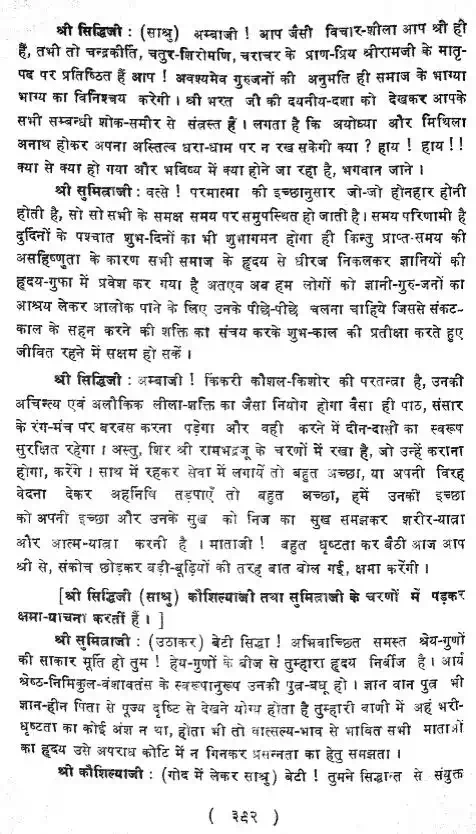 श्री सिद्धिजी : (साश्रु) अम्बाजी ! आप जैसी विचार-शीला आप श्री ही
हैं, तभी तो चन्द्रकीर्ति, चतुर-शिरोमणि, चराचर के प्राण-प्रिय श्रीरामजी के मातृ-
पद पर प्रतिष्ठित हैं आप ! अवश्यमेव गुरुजनों की अनुमति ही समाज के भाग्या
भाग्य का विनिश्चय करेगी । श्री भरत जी की दयनीय-दशा को देखकर आपके
सभी सम्बन्धी शोक-समीर से संत्रस्त हैं । लगता है कि अयोध्या और मिथिला
अनाथ होकर अपना अस्तित्व धरा-धाम पर न रख सकेगी क्या ? हाय ! हाय !!
क्या से क्या हो गया और भविष्य में क्या होने जा रहा है, भगवान जाने ।
श्री सुमित्राजी : वत्से ! परमात्मा की इच्छानुसार जो-जो होनहार होनी
होती है, सो सो सभी के समक्ष समय पर समुपस्थित हो जाती है । समय परिणामी है
दुर्दिनों के पश्चात शुभ-दिनों का भी शुभागमन होगा ही किन्तु प्राप्त-समय की
असहिष्णुता के कारण सभी समाज के हृदय से धीरज निकलकर ज्ञानियों की
हृदय-गुफा में प्रवेश कर गया है अतएव अब हम लोगों को ज्ञानी-गुरु-जनों का
आश्रय लेकर आलोक पाने के लिए उनके पीछे-पीछे चलना चाहिये जिससे संकट-
काल के सहन करने की शक्ति का संचय करके शुभ-काल की प्रतीक्षा करते हुए
जीवित रहने में सक्षम हो सकें ।
श्री सिद्धिजी : अम्बाजी ! किंकरी कौशल-किशोर की परतन्त्रा है, उनकी
अचिन्त्य एवं अलौकिक लीला-शक्ति का जैसा नियोग होगा वैसा ही पाठ, संसार
के रंग-मंच पर बरबस करना पड़ेगा और वही करने में दीन-दासी का स्वरूप
सुरक्षित रहेगा । अस्तु, शिर श्री रामभद्रजू के चरणों में रखा है, जो उन्हें कराना
होगा, करेंगे । साथ में रहकर सेवा में लगायें तो बहुत अच्छा, या अपनी विरह
वेदना देकर अहनिषि तड़पाएँ तो बहुत अच्छा, हमें उनकी इच्छा
को अपनी इच्छा और उनके सुख को निज का सुख समझकर शरीर-यात्रा
और आत्म-यात्रा करनी है । माताजी ! बहुत धृष्टता कर बैठी आज आप
श्री से, संकोच छोड़कर बड़ी-बूढ़ियों की तरह बात बोल गई, क्षमा करेंगी ।
[श्री सिद्धिजी (साश्रु) कौशिल्याजी तथा सुमित्राजी के चरणों में पड़कर
क्षमा-याचना करतीं हैं । ]
श्री सुमित्राजी : (उठाकर) बेटी सिद्धा ! अभिवाञ्छित समस्त श्रेय-गुणों
की साकार मूर्ति हो तुम ! हेय-गुणों के बीज से तुम्हारा हृदय निर्बीज है । आर्य
श्रेष्ठ-निमिकुल-वंशावतंस के स्वरूपानुरूप उनकी पुत्र-बधू हो । ज्ञान वान पुत्र भी
ज्ञान-हीन पिता से पूज्य दृष्टि से देखने योग्य होता है तुम्हारी वाणी में अहं भरी-
धृष्टता का कोई अंश न था, होता भी तो वात्सल्य-भाव से भावित सभी माताओं
का हृदय उसे अपराध कोटि में न गिनकर प्रसन्नता का हेतु समझता ।
श्री कौशिल्याजी : (गोद में लेकर साश्रु) बेटी ! तुमने सिद्धान्त से संयुक्त
( ३९२ )